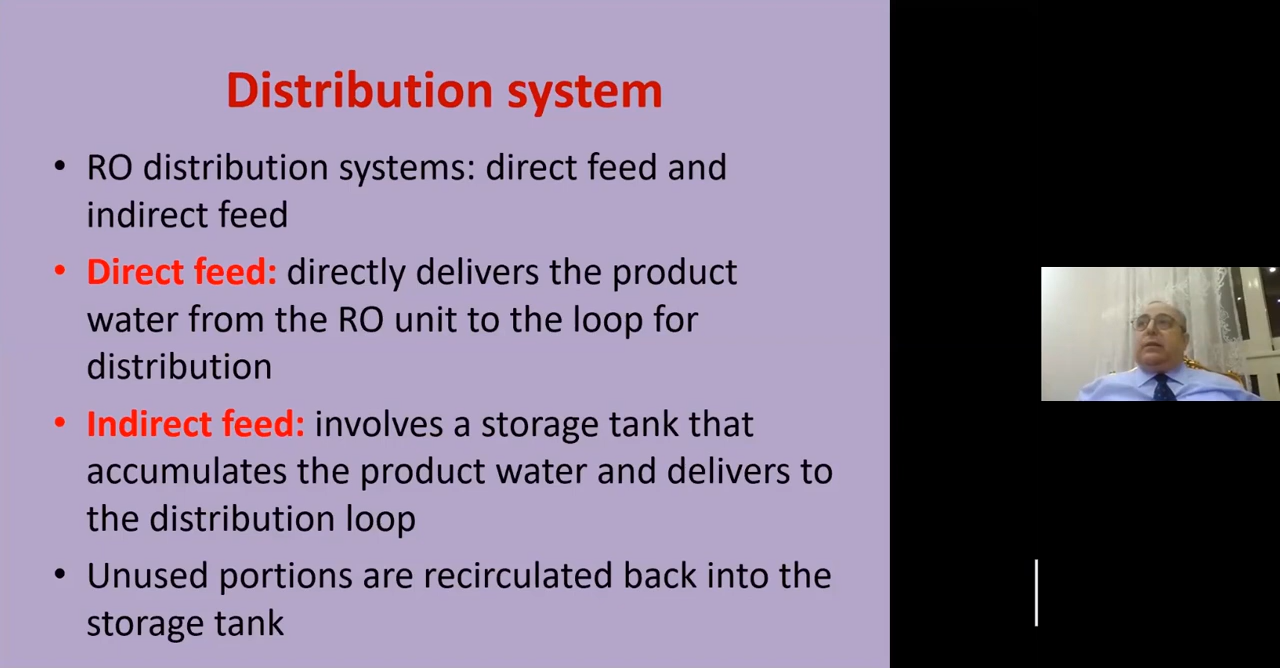 Distribution system
• RO distribution systems: direct feed and
indirect feed
• Direct feed: directly delivers the product
water from the RO unit to the loop for
distribution
• Indirect feed: involves a storage tank that
accumulates the product water and delivers to
the distribution loop
• Unused portions are recirculated back into the
storage tank